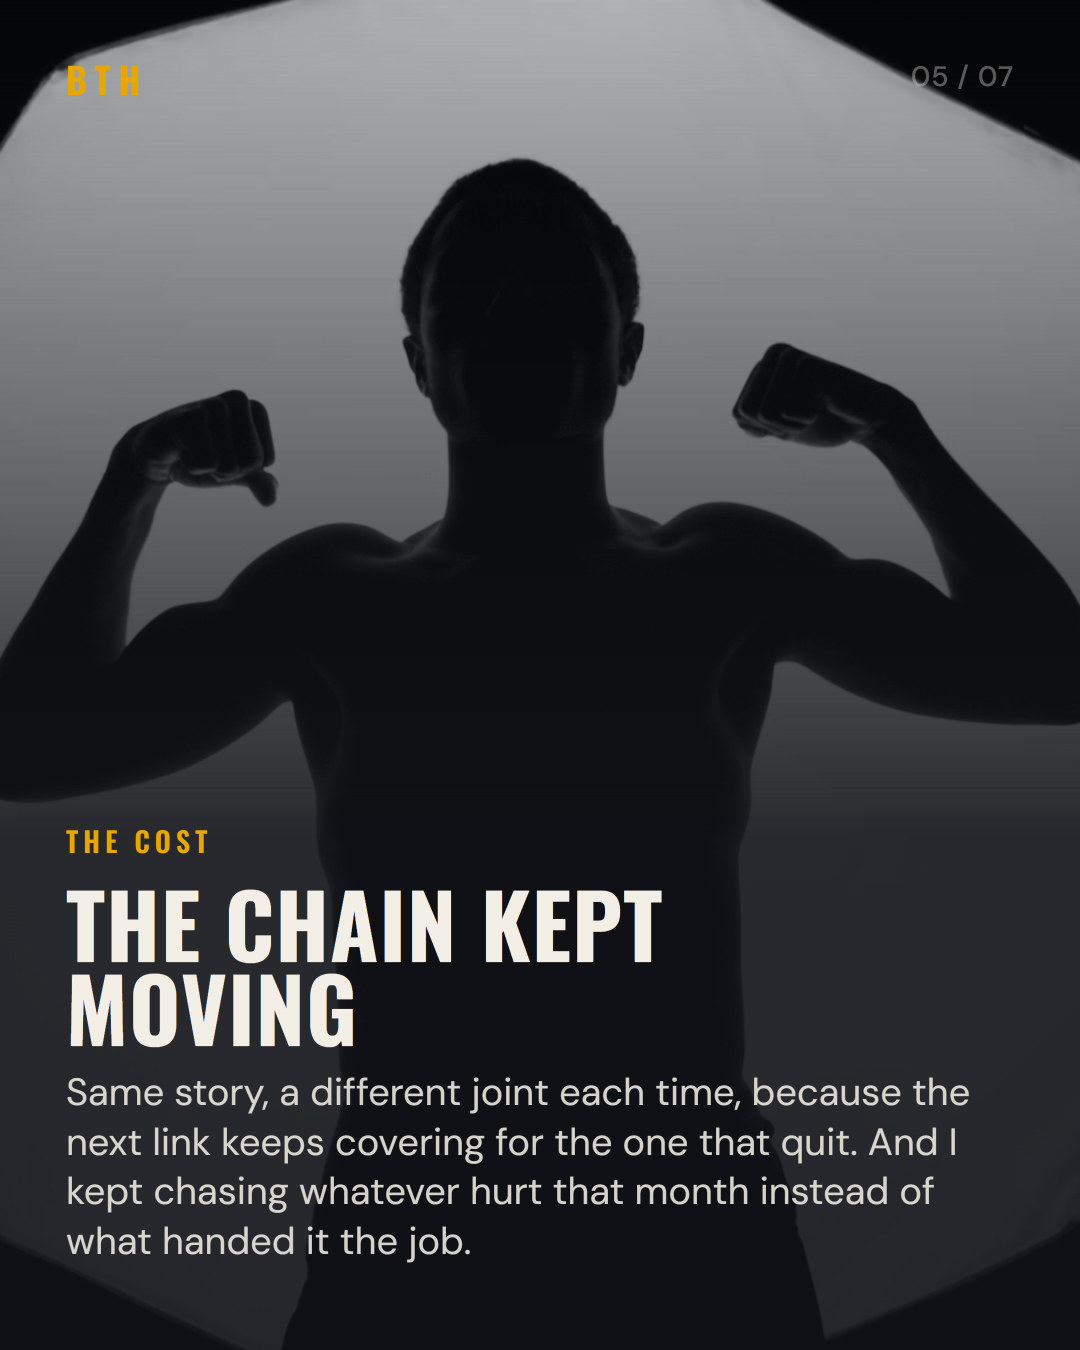 BTH
05 / 07
THE COST
THE CHAIN KEPT
MOVING
Same story, a different joint each time, because the
next link keeps covering for the one that quit. And I
kept chasing whatever hurt that month instead of
what handed it the job.